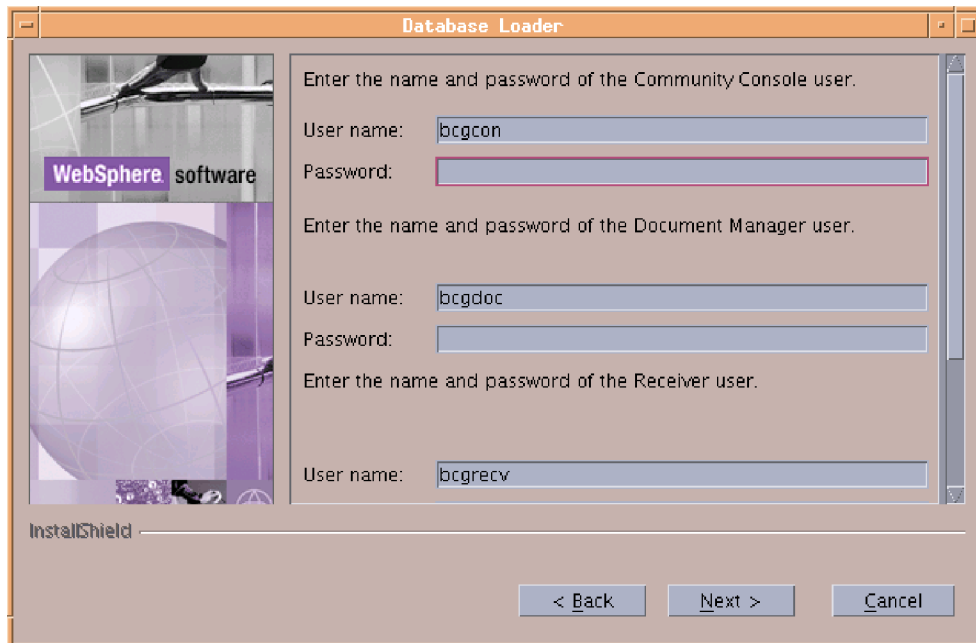 Database Loader
Enter the name and password of the Community Console user.
User name: bcgcon
Password:
WebSphere software
Enter the name and password of the Document Manager user.
User name: bcgdoc
Password:
Enter the name and password of the Receiver user.
User name: bcgrecv
InstallShield
< Back Next > Cancel